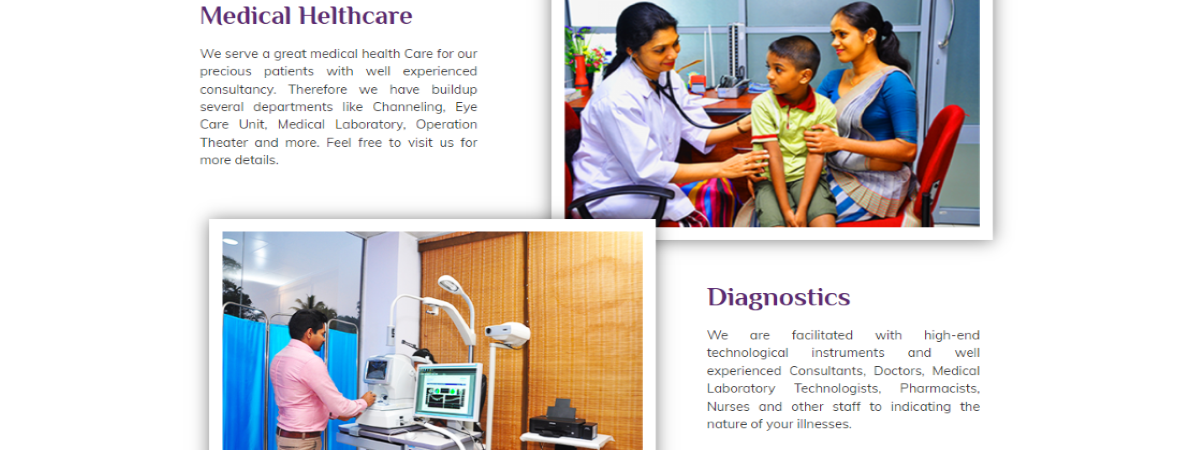 Medical Helthcare
We serve a great medical health Care for our
precious patients with well experienced
consultancy. Therefore we have buildup
several departments like Channeling, Eye
Care Unit, Medical Laboratory, Operation
Theater and more. Feel free to visit us for
more details.
Diagnostics
We are facilitated with high-end
technological instruments and well
experienced Consultants, Doctors, Medical
Laboratory Technologists, Pharmacists,
Nurses and other staff to indicating the
nature of your illnesses.